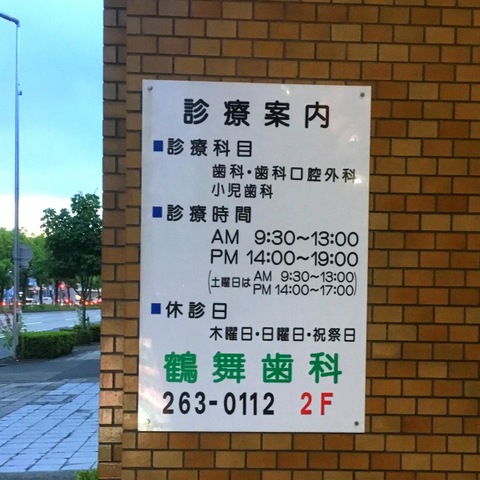 診療案内
■診療科目
歯科・歯科口腔外科
小児歯科
■診療時間
AM 9:30〜13:00
PM 14:00〜19:00
(土曜日は AM 9:30〜13:00
PM 14:00〜17:00)
■休診日
木曜日・日曜日・祝祭日
鶴舞歯科
263-0112 2F